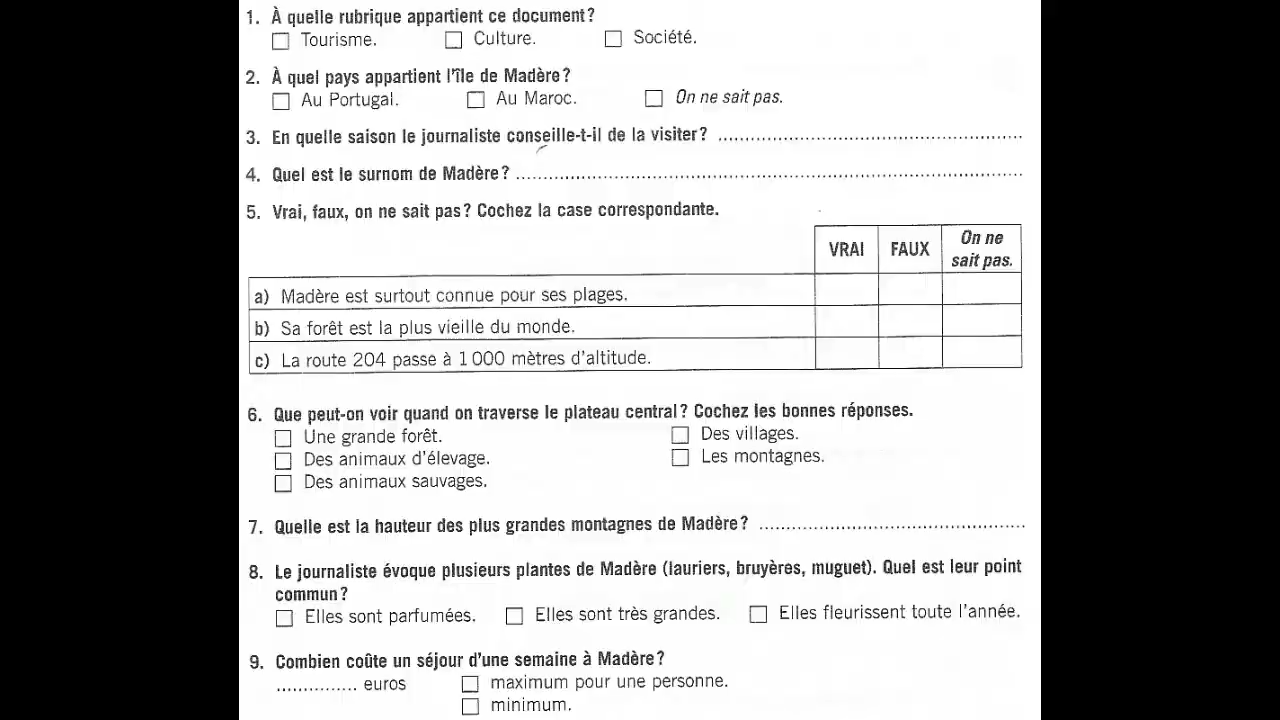 1. À quelle rubrique appartient ce document?
Tourisme. Culture. Société.
2. À quel pays appartient l'île de Madère?
Au Portugal. Au Maroc. On ne sait pas.
3. En quelle saison le journaliste conseille-t-il de la visiter? ..........................................................
4. Quel est le surnom de Madère? ..........................................................................................
5. Vrai, faux, on ne sait pas? Cochez la case correspondante.
VRAI FAUX On ne
sait pas.
a) Madère est surtout connue pour ses plages.
b) Sa forêt est la plus vieille du monde.
c) La route 204 passe à 1 000 mètres d'altitude.
6. Que peut-on voir quand on traverse le plateau central? Cochez les bonnes réponses.
Une grande forêt. Des villages.
Des animaux d'élevage. Les montagnes.
Des animaux sauvages.
7. Quelle est la hauteur des plus grandes montagnes de Madère? ..................................................
8. Le journaliste évoque plusieurs plantes de Madère (lauriers, bruyères, muguet). Quel est leur point
commun?
Elles sont parfumées. Elles sont très grandes. Elles fleurissent toute l'année.
9. Combien coûte un séjour d'une semaine à Madère?
............... euros maximum pour une personne.
minimum.